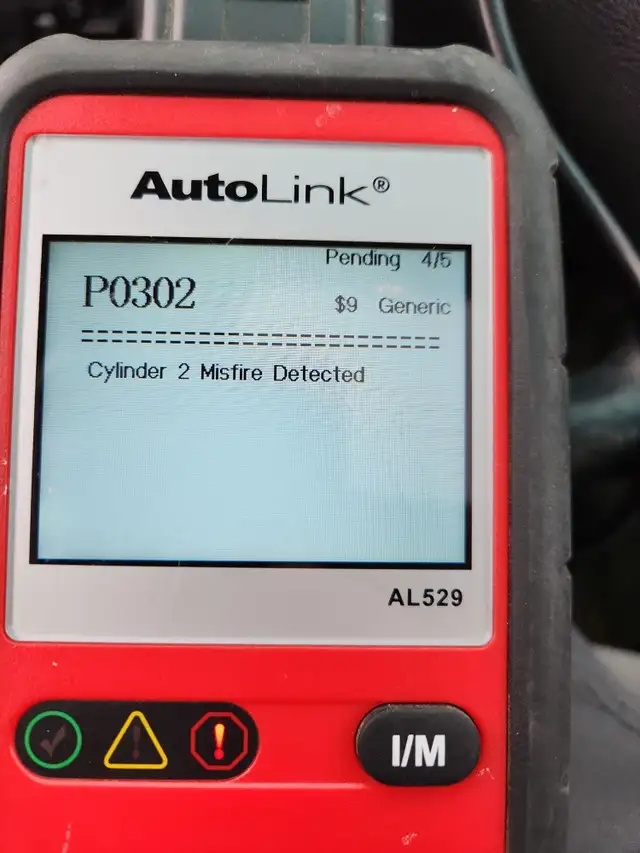 AutoLink®
Pending 4/5
P0302
$9 Generic
================================
Cylinder 2 Misfire Detected
AL529
I/M